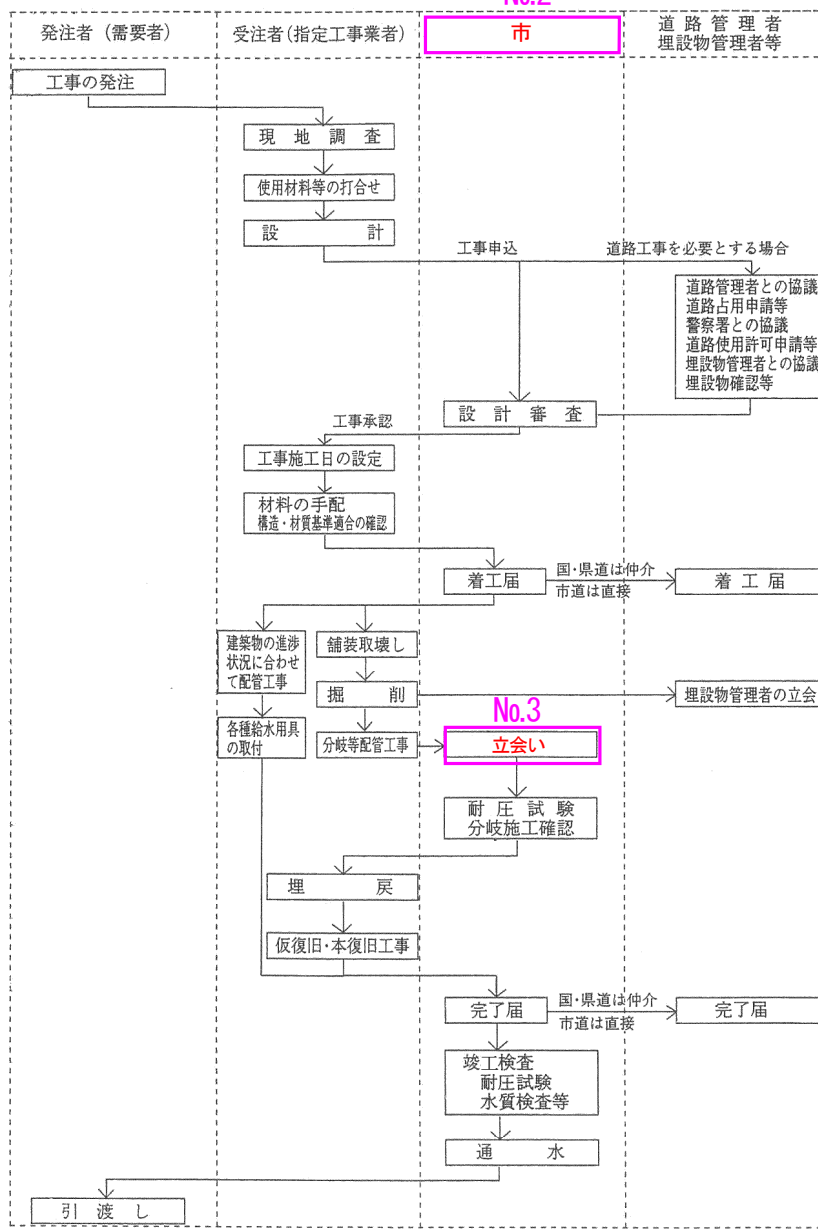 No.2
発注者（需要者）
受注者（指定工事業者）
市
道路管理者
埋設物管理者等
工事の発注
現地調査
使用材料等の打合せ
設計
工事申込
道路工事を必要とする場合
道路管理者との協議
道路占用申請等
警察署との協議
道路使用許可申請等
埋設物管理者との協議
埋設物確認等
設計審査
工事承認
工事施工日の設定
材料の手配
構造・材質基準適合の確認
着工届
国・県道は仲介
市道は直接
着工届
建築物の進渉
状況に合わせ
て配管工事
舗装取壊し
掘削
埋設物管理者の立会
No.3
各種給水用具
の取付
分岐等配管工事
立会い
耐圧試験
分岐施工確認
埋戻
仮復旧・本復旧工事
完了届
国・県道は仲介
市道は直接
完了届
竣工検査
耐圧試験
水質検査等
通水
引渡し